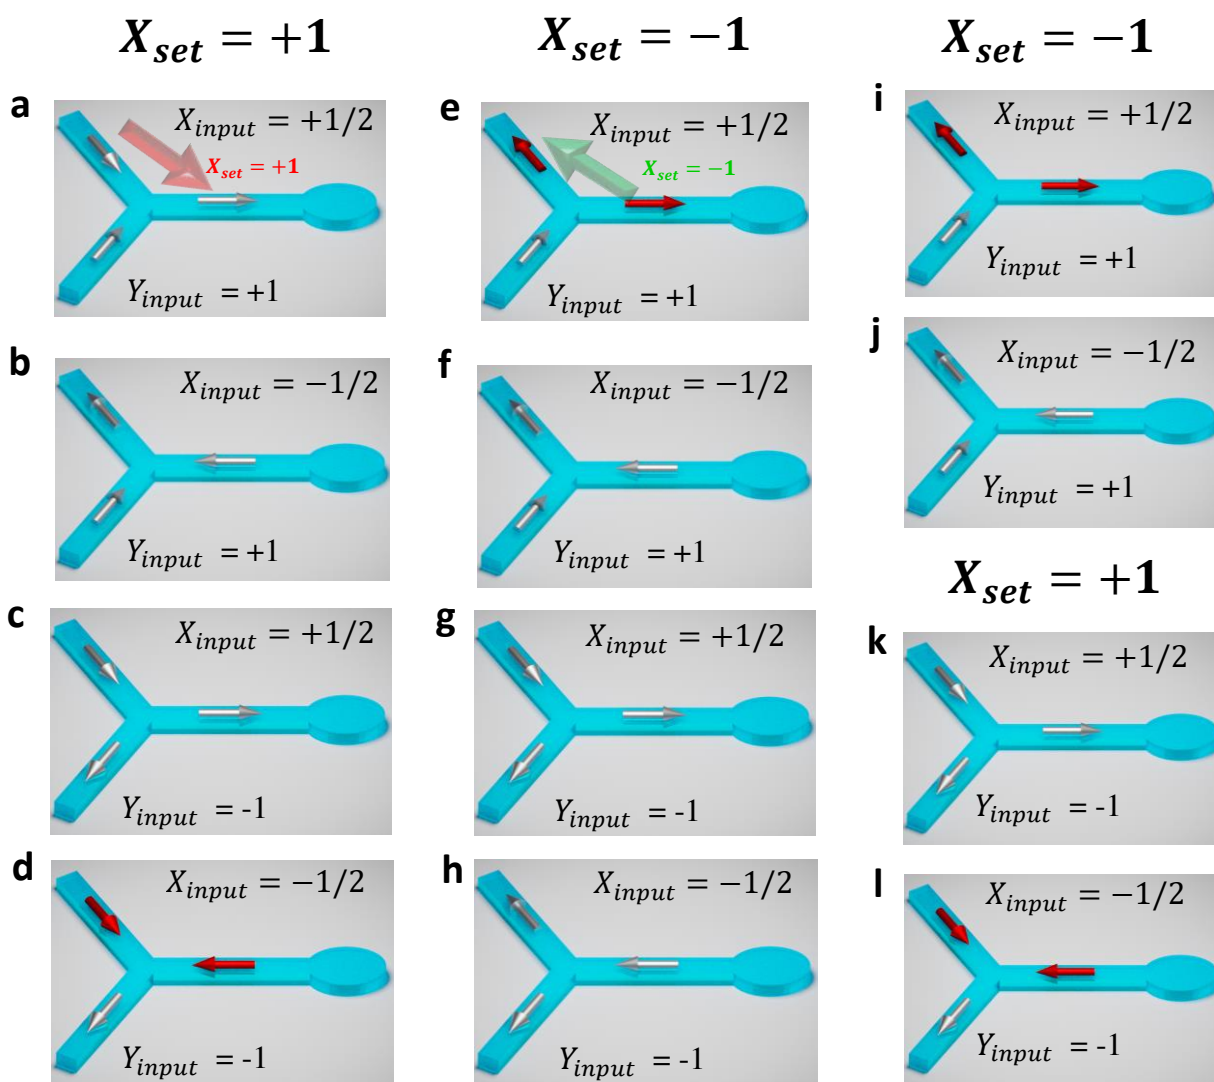 X_set = +1
a
X_input = +1/2
X_set = +1
Y_input = +1
b
X_input = −1/2
Y_input = +1
c
X_input = +1/2
Y_input = -1
d
X_input = −1/2
Y_input = -1
X_set = −1
e
X_input = +1/2
X_set = −1
Y_input = +1
f
X_input = −1/2
Y_input = +1
g
X_input = +1/2
Y_input = -1
h
X_input = −1/2
Y_input = -1
X_set = −1
i
X_input = +1/2
Y_input = +1
j
X_input = −1/2
Y_input = +1
X_set = +1
k
X_input = +1/2
Y_input = -1
l
X_input = −1/2
Y_input = -1